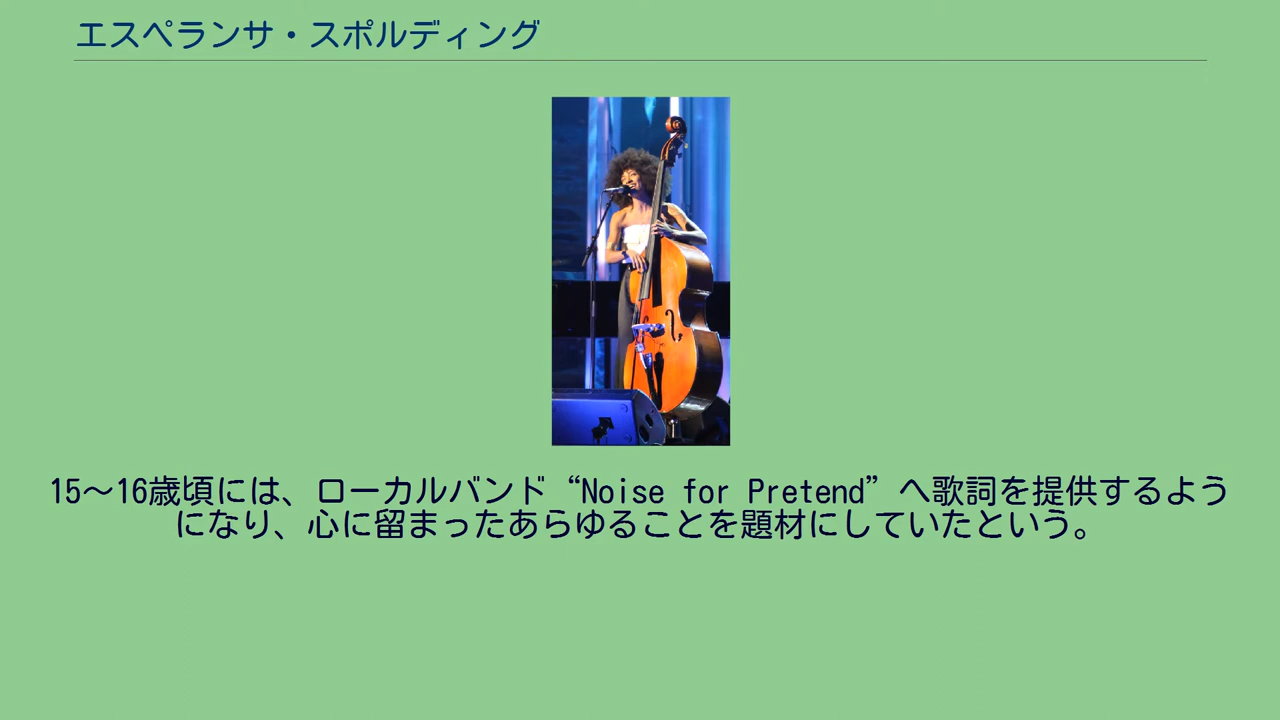 エスペランサ・スポルディング
15～16歳頃には、ローカルバンド“Noise for Pretend”へ歌詞を提供するよう
になり、心に留まったあらゆることを題材にしていたという。